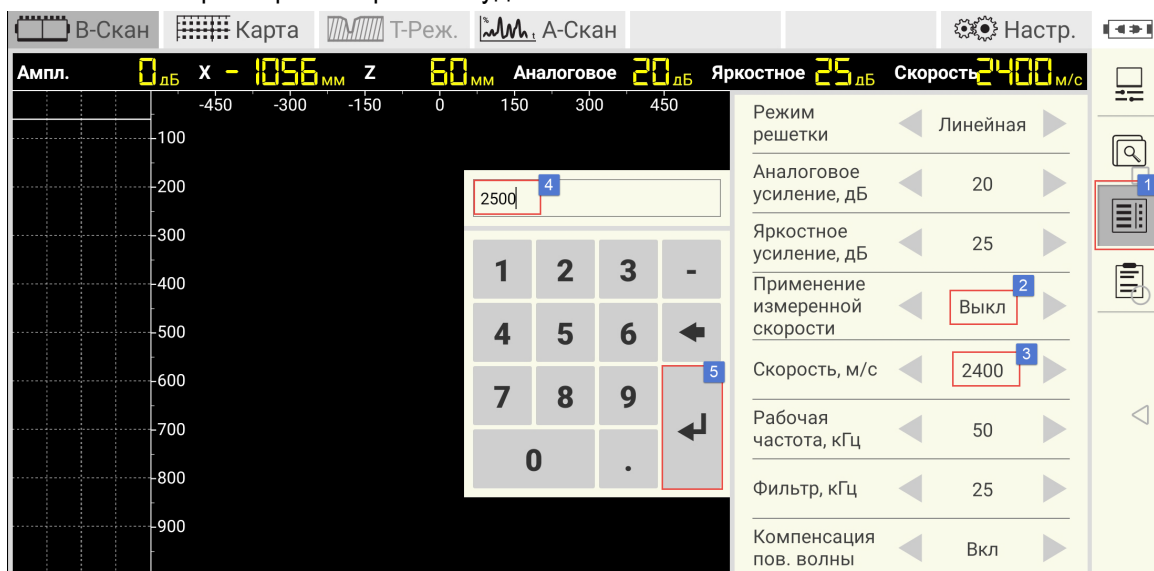 В-Скан Карта Т-Реж. А-Скан Настр.
Ампл. 0 дБ X - 1056 мм Z 60 мм Аналоговое 20 дБ Яркостное 25 дБ Скорость 2400 м/с
-450 -300 -150 0 150 300 450
-100
-200
-300
-400
-500
-600
-700
-800
-900
2500 4
1 2 3 -
4 5 6
7 8 9 5
0 .
Режим
решетки
Линейная
Аналоговое
усиление, дБ
20
Яркостное
усиление, дБ
25
Применение
измеренной
скорости
Выкл 2
Скорость, м/с 2400 3
Рабочая
частота, кГц
50
Фильтр, кГц 25
Компенсация
пов. волны
Вкл
1